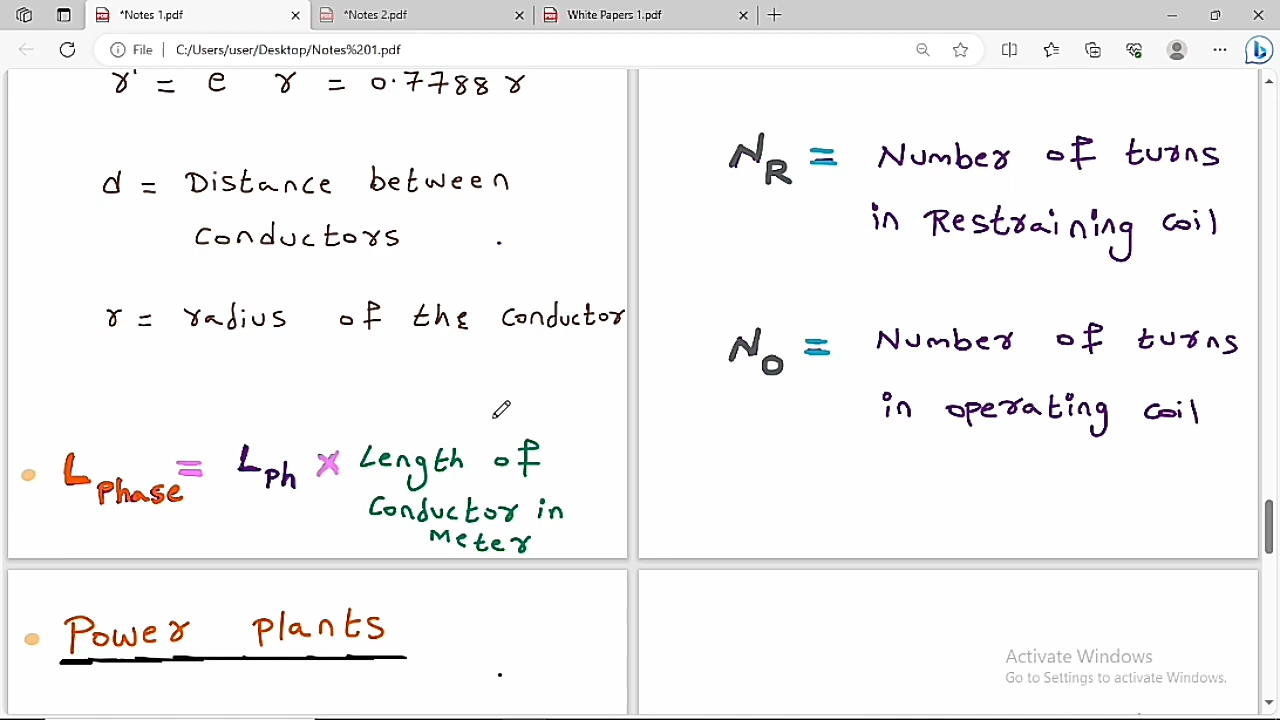 *Notes 1.pdf
*Notes 2.pdf
White Papers 1.pdf
File
C:/Users/user/Desktop/Notes%201.pdf
r' = e r = 0.7788 r
d = Distance between
conductors .
r = radius of the conductor
L Phase = L Ph × Length of
Conductor in
Meter
Power plants
.
N R = Number of turns
in Restraining coil
N O = Number of turns
in operating coil
Activate Windows
Go to Settings to activate Windows.